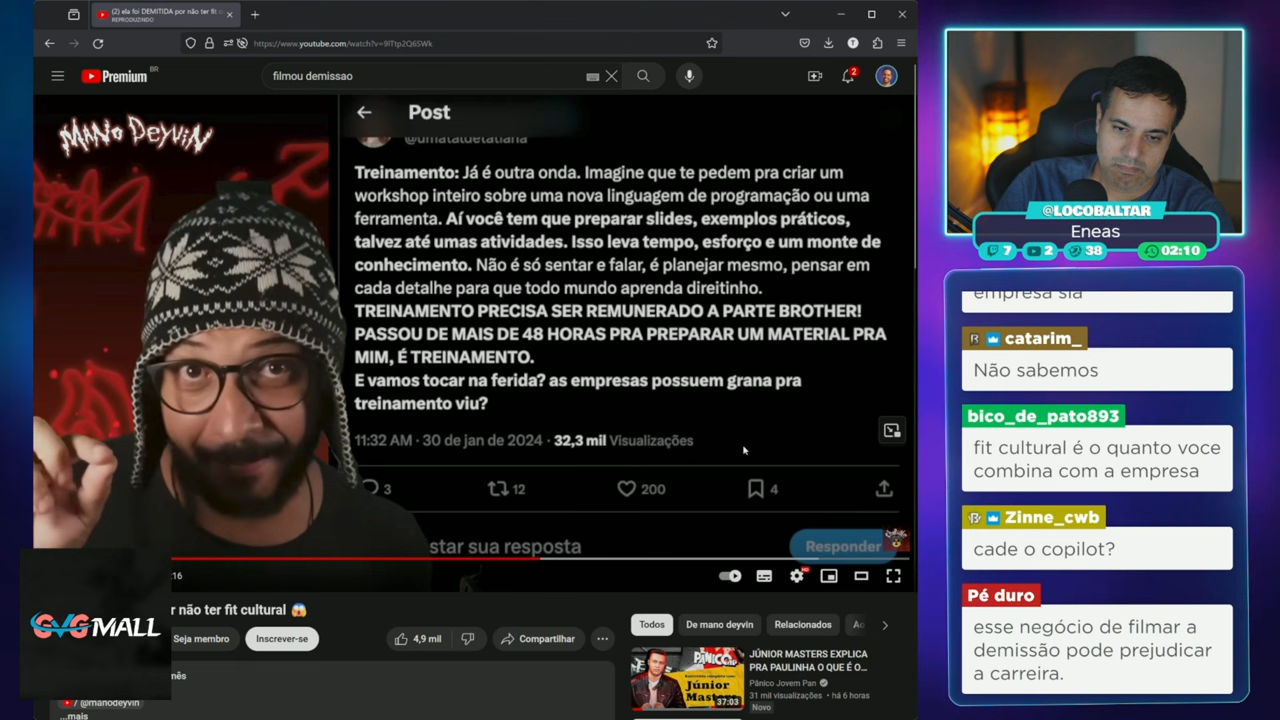 (2) ela foi DEMITIDA por não ter fit c
REPRODUZINDO
https://www.youtube.com/watch?v=9lTtp2Q6SWk
Premium BR
filmou demissao
2
MANO DEYVIN
Post
@umataldetatiana
Treinamento: Já é outra onda. Imagine que te pedem pra criar um
workshop inteiro sobre uma nova linguagem de programação ou uma
ferramenta. Aí você tem que preparar slides, exemplos práticos,
talvez até umas atividades. Isso leva tempo, esforço e um monte de
conhecimento. Não é só sentar e falar, é planejar mesmo, pensar em
cada detalhe para que todo mundo aprenda direitinho.
TREINAMENTO PRECISA SER REMUNERADO A PARTE BROTHER!
PASSOU DE MAIS DE 48 HORAS PRA PREPARAR UM MATERIAL PRA
MIM, É TREINAMENTO.
E vamos tocar na ferida? as empresas possuem grana pra
treinamento viu?
11:32 AM · 30 de jan de 2024 · 32,3 mil Visualizações
3 12 200 4
star sua resposta
Responder
:16
r não ter fit cultural
Seja membro
Inscrever-se
4,9 mil
Compartilhar
mês
@manodeyvin
...mais
GVGMALL
Todos
De mano deyvin
Relacionados
JÚNIOR MASTERS EXPLICA
PRA PAULINHA O QUE É O...
Pânico Jovem Pan
31 mil visualizações • há 6 horas
Novo
PÂNICO
Júnior
Masters
37:03
@LOCOBALTAR
Eneas
7
2
38
02:10
empresa sla
catarim_
Não sabemos
bico_de_pato893
fit cultural é o quanto voce
combina com a empresa
Zinne_cwb
cade o copilot?
Pé duro
esse negócio de filmar a
demissão pode prejudicar
a carreira.